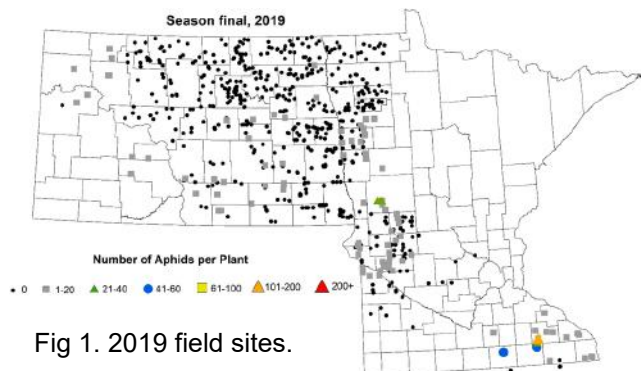 Season final, 2019
Number of Aphids per Plant
0 1-20 21-40 41-60 61-100 101-200 200+
Fig 1. 2019 field sites.